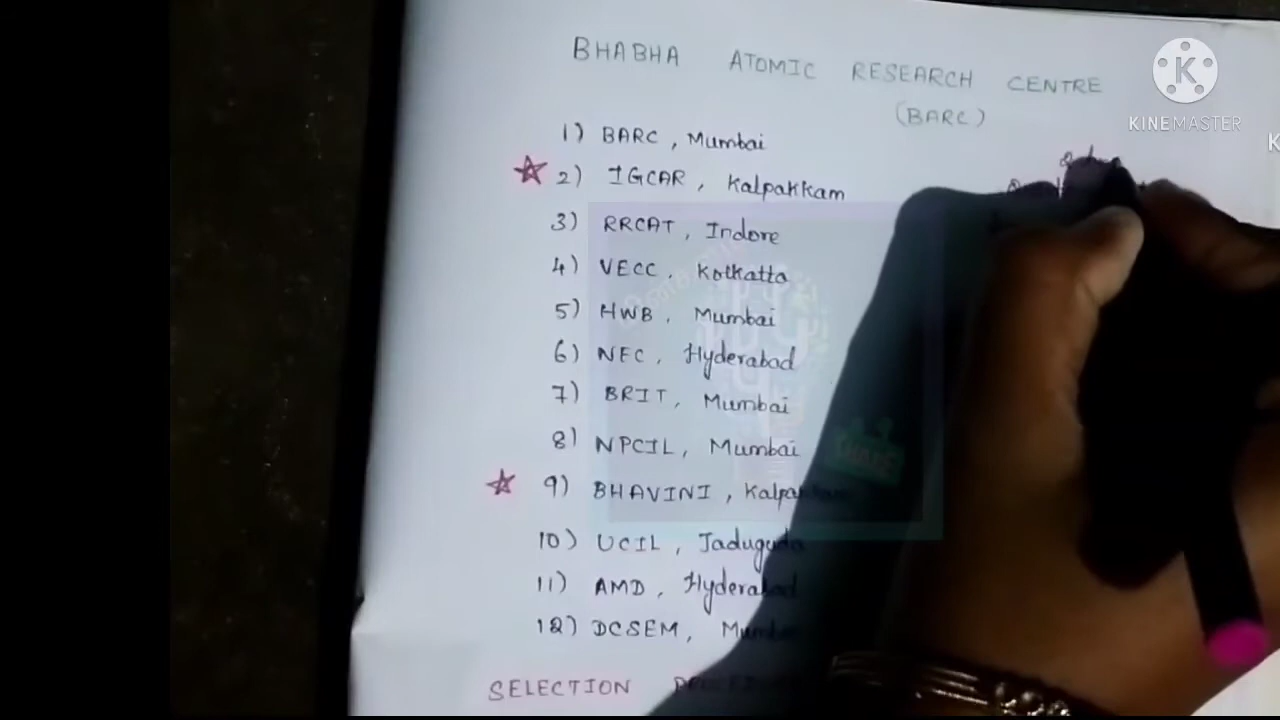 BHABHA ATOMIC RESEARCH CENTRE
(BARC)
KINEMASTER
1) BARC, Mumbai
2) IGCAR, Kalpakkam
3) RRCAT, Indore
4) VECC, Kolkatta
5) HWB, Mumbai
6) NFC, Hyderabad
7) BRIT, Mumbai
8) NPCIL, Mumbai
9) BHAVINI, Kalpakkam
10) UCIL, Jaduguda
11) AMD, Hyderabad
12) DCSEM, Mumbai
SELECTION